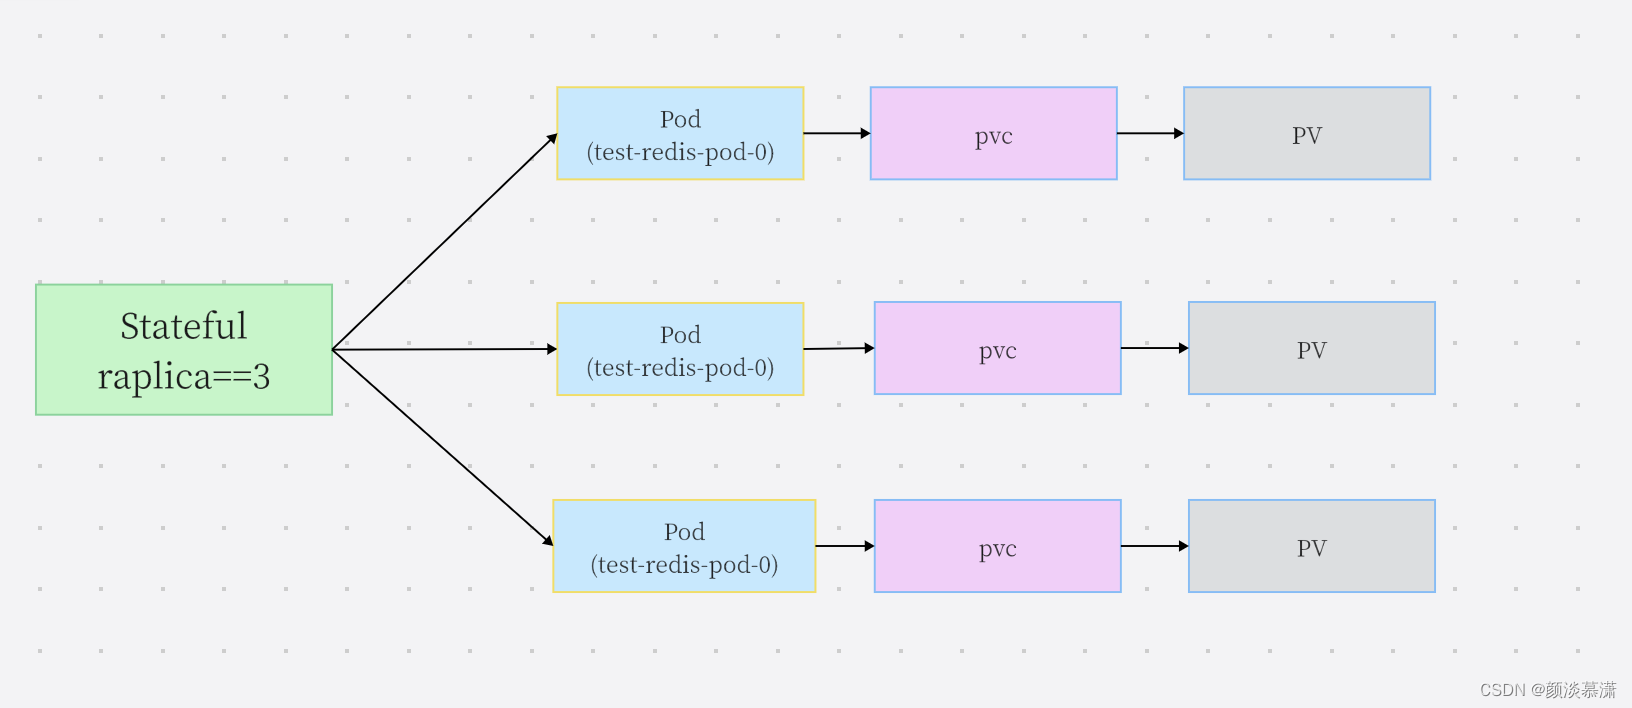 Pod
(test-redis-pod-0)
pvc
PV
Stateful
raplica==3
Pod
(test-redis-pod-0)
pvc
PV
Pod
(test-redis-pod-0)
pvc
PV
CSDN @颜淡慕潇